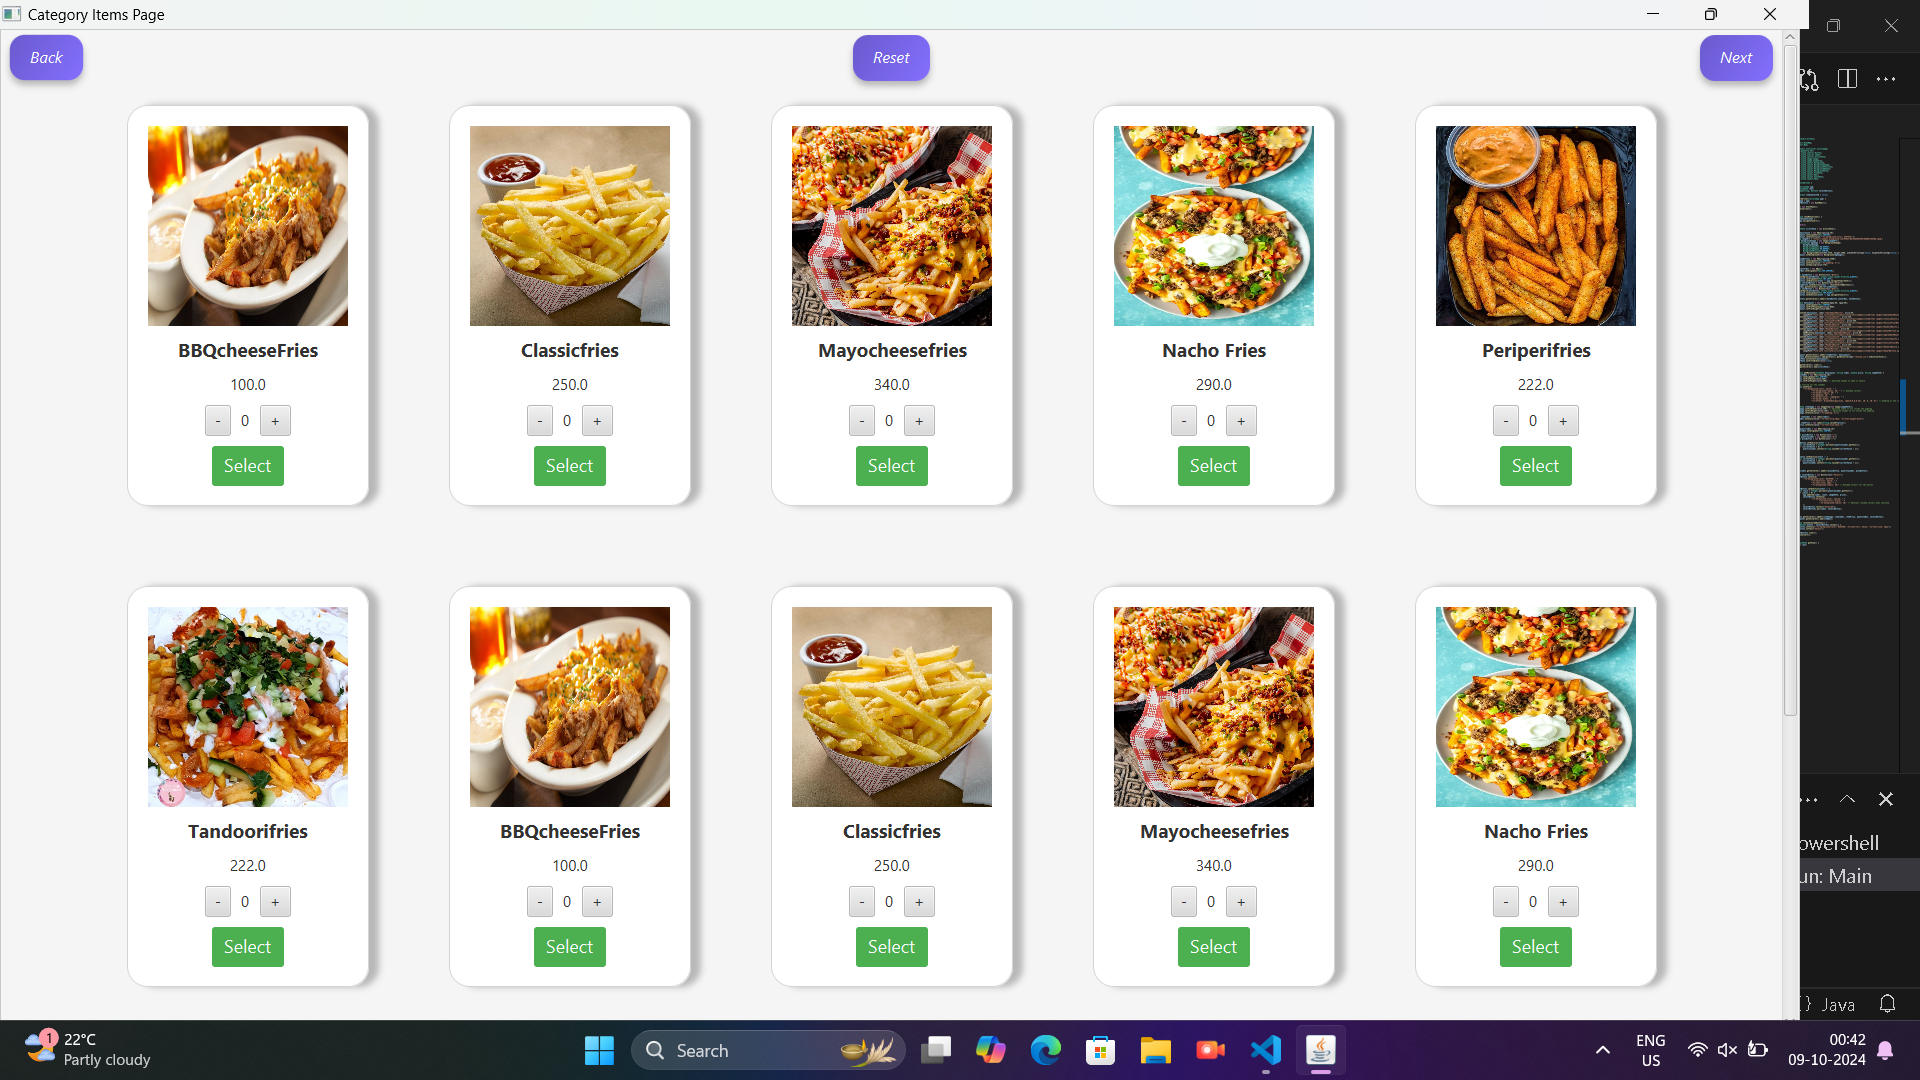 Category Items Page
Back
Reset
Next
BBQcheeseFries
100.0
- 0 +
Select
Classicfries
250.0
- 0 +
Select
Mayocheesefries
340.0
- 0 +
Select
Nacho Fries
290.0
- 0 +
Select
Periperifries
222.0
- 0 +
Select
Tandoorifries
222.0
- 0 +
Select
BBQcheeseFries
100.0
- 0 +
Select
Classicfries
250.0
- 0 +
Select
Mayocheesefries
340.0
- 0 +
Select
Nacho Fries
290.0
- 0 +
Select
owershell
un: Main
Java
1
22°C
Partly cloudy
Search
ENG
US
00:42
09-10-2024